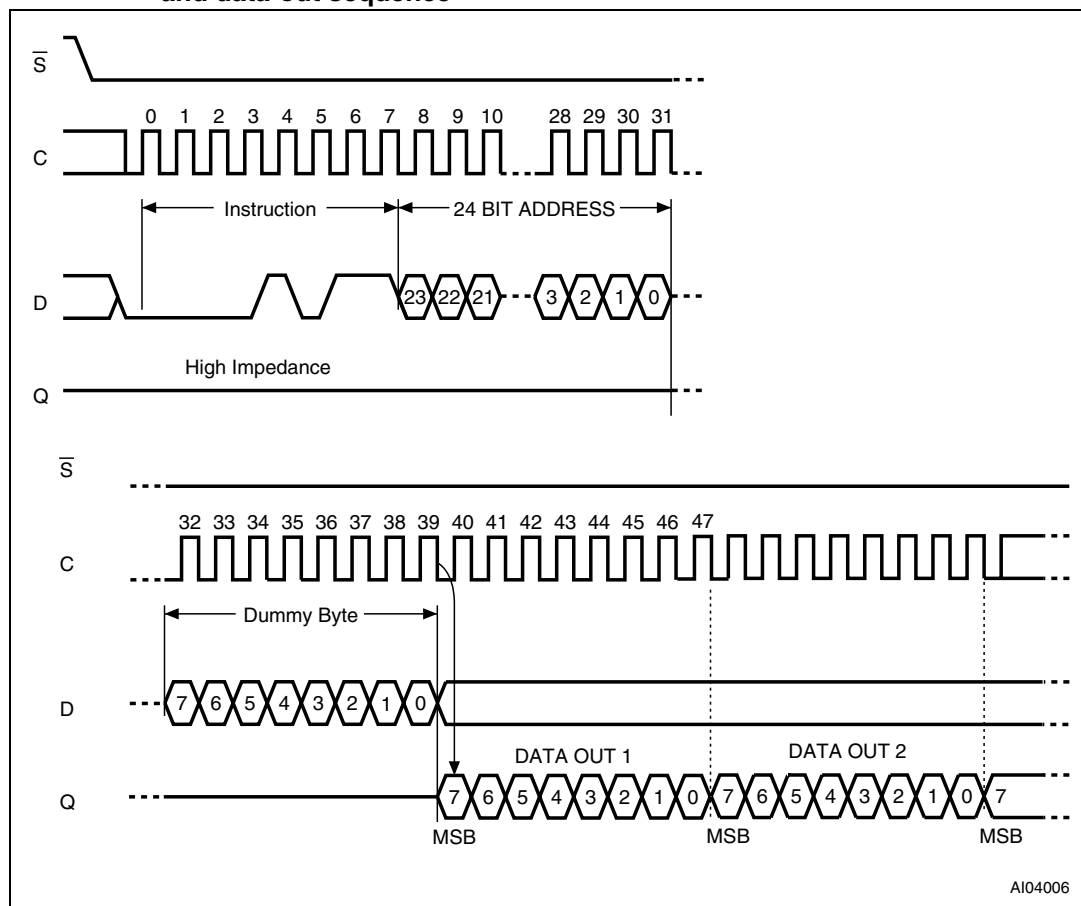 and data-out sequence
S
0 1 2 3 4 5 6 7 8 9 10 28 29 30 31
C
Instruction 24 BIT ADDRESS
D 23 22 21 3 2 1 0
High Impedance
Q
S
32 33 34 35 36 37 38 39 40 41 42 43 44 45 46 47
C
Dummy Byte
D 7 6 5 4 3 2 1 0
DATA OUT 1 DATA OUT 2
Q 7 6 5 4 3 2 1 0 7 6 5 4 3 2 1 0 7
MSB MSB MSB
AI04006